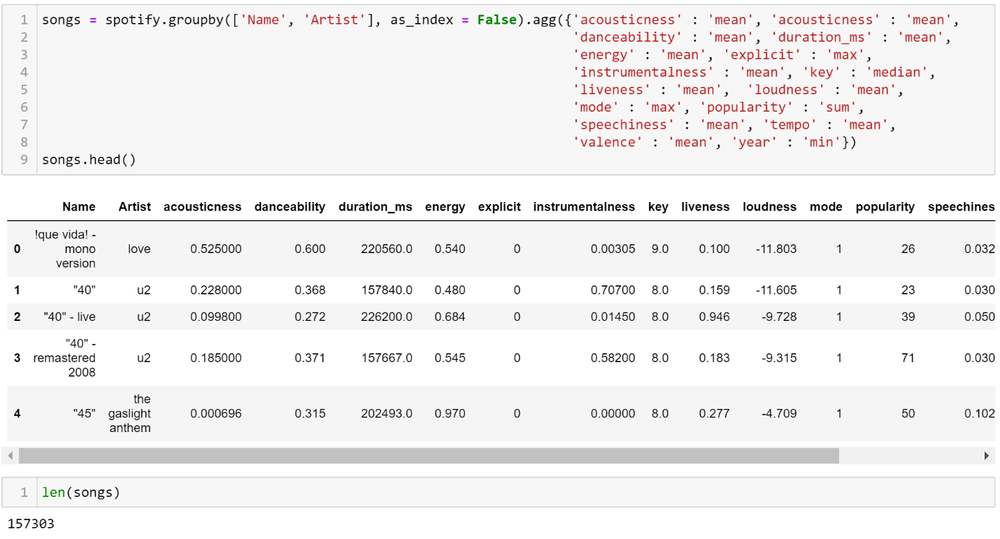 1 songs = spotify.groupby(['Name', 'Artist'], as_index = False).agg({'acousticness' : 'mean', 'acousticness' : 'mean',
2 'danceability' : 'mean', 'duration_ms' : 'mean',
3 'energy' : 'mean', 'explicit' : 'max',
4 'instrumentalness' : 'mean', 'key' : 'median',
5 'liveness' : 'mean',  'loudness' : 'mean',
6 'mode' : 'max', 'popularity' : 'sum',
7 'speechiness' : 'mean', 'tempo' : 'mean',
8 'valence' : 'mean', 'year' : 'min'})
9 songs.head()
Name Artist acousticness danceability duration_ms energy explicit instrumentalness key liveness loudness mode popularity speechines
!que vida! -
0 mono love 0.525000 0.600 220560.0 0.540 0 0.00305 9.0 0.100 -11.803 1 26 0.032
version
1 "40" u2 0.228000 0.368 157840.0 0.480 0 0.70700 8.0 0.159 -11.605 1 23 0.030
2 "40" - live u2 0.099800 0.272 226200.0 0.684 0 0.01450 8.0 0.946 -9.728 1 39 0.050
"40" -
3 remastered u2 0.185000 0.371 157667.0 0.545 0 0.58200 8.0 0.183 -9.315 1 71 0.030
2008
the
4 "45" gaslight 0.000696 0.315 202493.0 0.970 0 0.00000 8.0 0.277 -4.709 1 50 0.102
anthem
1 len(songs)
157303